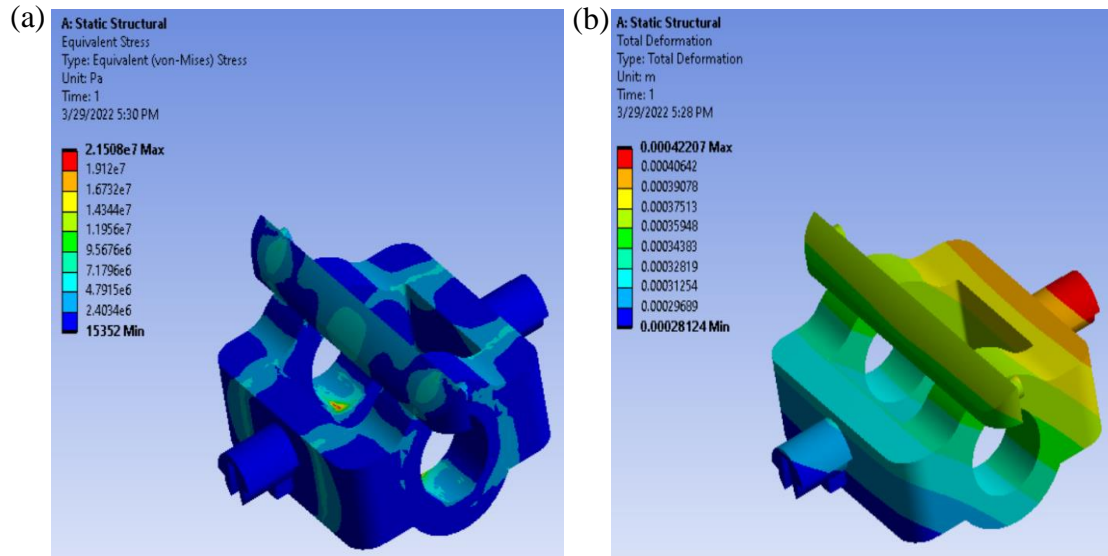 (a)
A: Static Structural
Equivalent Stress
Type: Equivalent (von-Mises) Stress
Unit: Pa
Time: 1
3/29/2022 5:30 PM
2.1508e7 Max
1.912e7
1.6732e7
1.4344e7
1.1956e7
9.5676e6
7.1796e6
4.7915e6
2.4034e6
15352 Min
(b)
A: Static Structural
Total Deformation
Type: Total Deformation
Unit: m
Time: 1
3/29/2022 5:28 PM
0.00042207 Max
0.00040642
0.00039078
0.00037513
0.00035948
0.00034383
0.00032819
0.00031254
0.00029689
0.00028124 Min